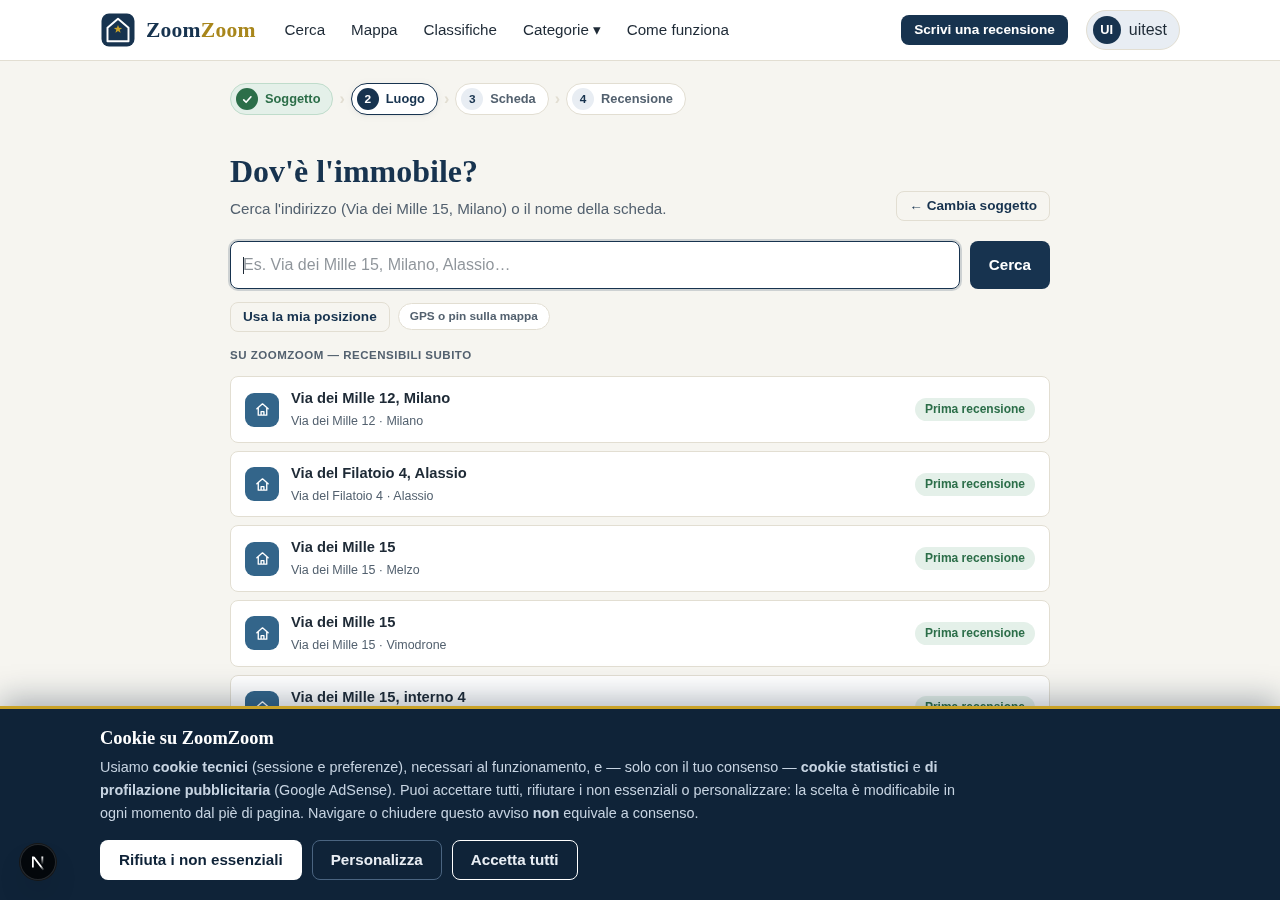 ZoomZoom Cerca Mappa Classifiche Categorie ▾ Come funziona Scrivi una recensione UI uitest
Soggetto › 2 Luogo › 3 Scheda › 4 Recensione
Dov'è l'immobile?
Cerca l'indirizzo (Via dei Mille 15, Milano) o il nome della scheda.
← Cambia soggetto
Es. Via dei Mille 15, Milano, Alassio…
Cerca
Usa la mia posizione GPS o pin sulla mappa
SU ZOOMZOOM — RECENSIBILI SUBITO
Via dei Mille 12, Milano
Via dei Mille 12 · Milano
Prima recensione
Via del Filatoio 4, Alassio
Via del Filatoio 4 · Alassio
Prima recensione
Via dei Mille 15
Via dei Mille 15 · Melzo
Prima recensione
Via dei Mille 15
Via dei Mille 15 · Vimodrone
Prima recensione
Via dei Mille 15, interno 4
Prima recensione
Cookie su ZoomZoom
Usiamo cookie tecnici (sessione e preferenze), necessari al funzionamento, e — solo con il tuo consenso — cookie statistici e di
profilazione pubblicitaria (Google AdSense). Puoi accettare tutti, rifiutare i non essenziali o personalizzare: la scelta è modificabile in
ogni momento dal piè di pagina. Navigare o chiudere questo avviso non equivale a consenso.
Rifiuta i non essenziali Personalizza Accetta tutti